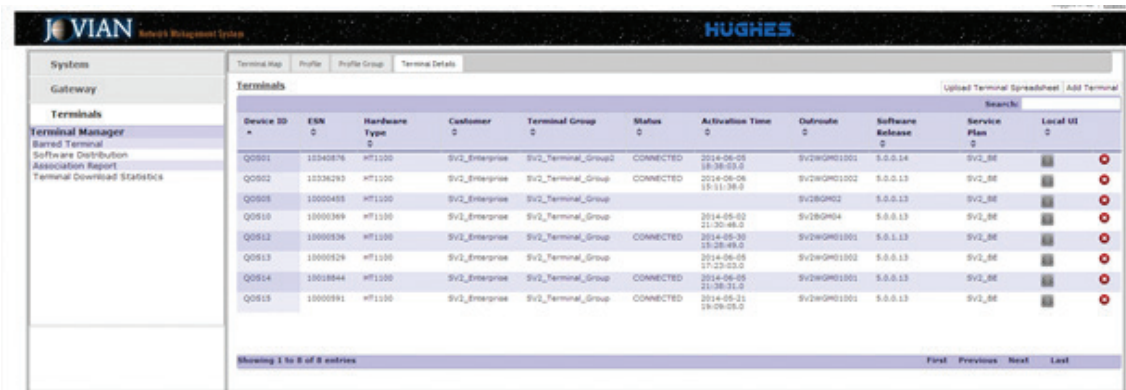 JOVIAN Network Management System
HUGHES.
System
Gateway
Terminals
Terminal Manager
Barred Terminal
Software Distribution
Association Report
Terminal Download Statistics
Terminal Map Profile Profile Group Terminal Details
Terminals
Upload Terminal Spreadsheet Add Terminal
Search:
Device ID ESN Hardware Type Customer Terminal Group Status Activation Time Outroute Software Release Service Plan Local UI
QOS01 10340876 HT1100 SV2_Enterprise SV2_Terminal_Group2 CONNECTED 2014-06-05 18:38:03.0 SV2WGM01001 5.0.0.14 SV2_BE
QOS02 10336293 HT1100 SV2_Enterprise SV2_Terminal_Group CONNECTED 2014-06-06 15:11:38.0 SV2WGM01002 5.0.0.13 SV2_BE
QOS05 10000455 HT1100 SV2_Enterprise SV2_Terminal_Group SV2BGM02 5.0.0.13 SV2_BE
QOS10 10000369 HT1100 SV2_Enterprise SV2_Terminal_Group 2014-05-02 21:30:46.0 SV2BGM04 5.0.0.13 SV2_BE
QOS12 10000536 HT1100 SV2_Enterprise SV2_Terminal_Group CONNECTED 2014-05-30 15:28:49.0 SV2WGM01001 5.0.1.13 SV2_BE
QOS13 10000529 HT1100 SV2_Enterprise SV2_Terminal_Group 2014-06-05 17:23:03.0 SV2WGM01002 5.0.0.13 SV2_BE
QOS14 10018844 HT1100 SV2_Enterprise SV2_Terminal_Group CONNECTED 2014-06-05 21:38:31.0 SV2WGM01001 5.0.0.13 SV2_BE
QOS15 10000591 HT1100 SV2_Enterprise SV2_Terminal_Group CONNECTED 2014-05-21 19:09:05.0 SV2WGM01001 5.0.0.13 SV2_BE
Showing 1 to 8 of 8 entries
First Previous Next Last